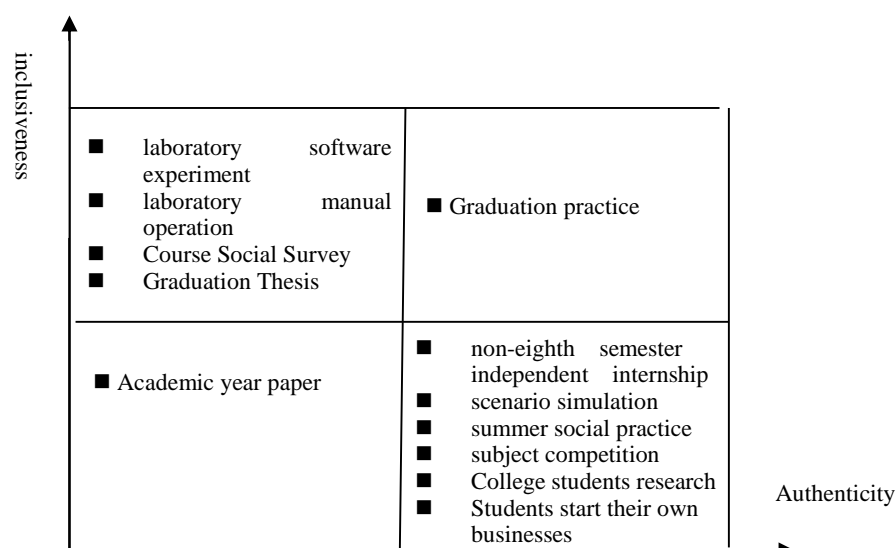 inclusiveness
■ laboratory software
experiment
■ laboratory manual
operation
■ Course Social Survey
■ Graduation Thesis
■ Graduation practice
■ Academic year paper
■ non-eighth semester
independent internship
■ scenario simulation
■ summer social practice
■ subject competition
■ College students research
■ Students start their own
businesses
Authenticity